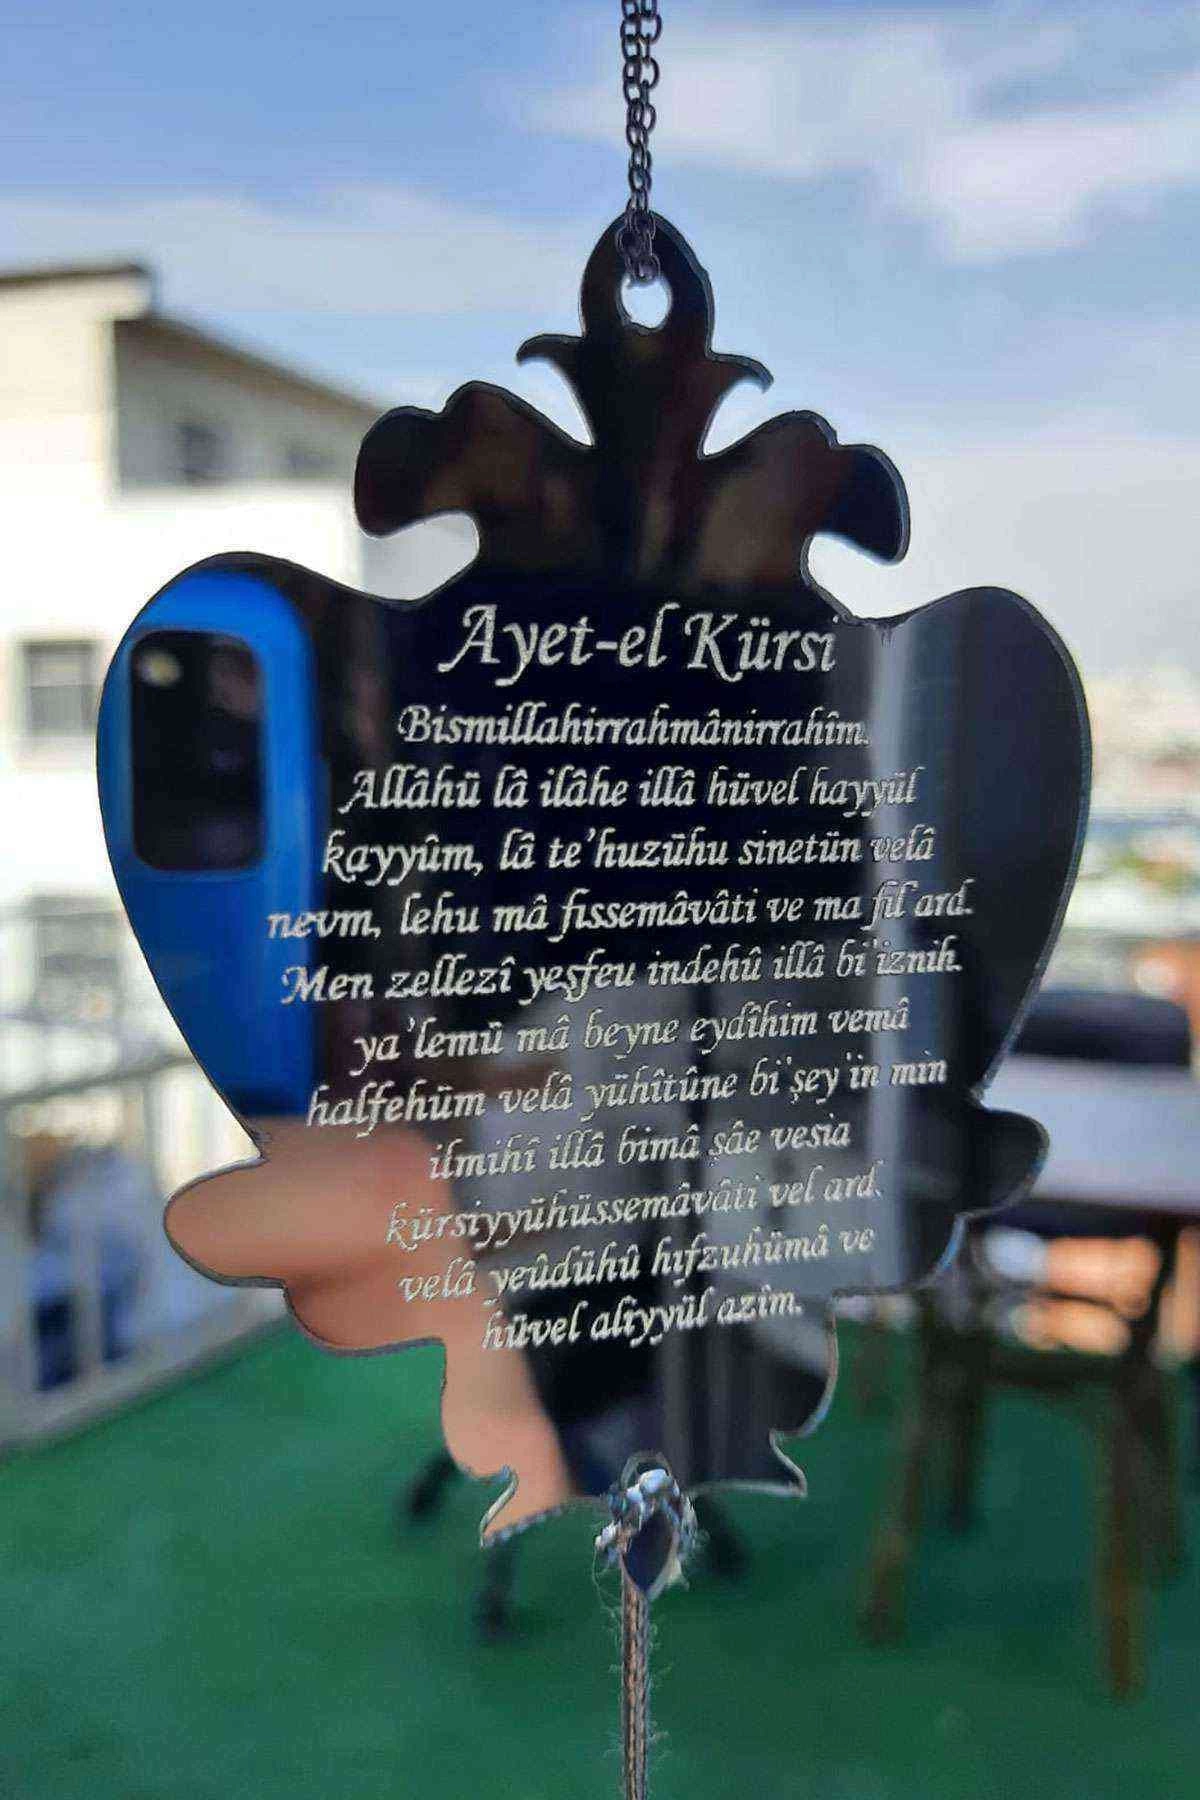 Ayet-el Kürsi
Bismillahirrahmânirrahîm.
Allâhü lâ ilâhe illâ hüvel hayyül
kayyûm, lâ te'huzühu sinetün velâ
nevm, lehu mâ fissemâvâti ve ma fil'ard.
Men zellezî yeşfeu indehû illâ bi'iznih.
ya'lemü mâ beyne eydîhim vemâ
halfehüm velâ yühîtûne bi'şey'in min
ilmihî illâ bimâ şâe vesia
kürsiyyühüssemâvâti vel ard.
velâ yeûdühû hıfzuhümâ ve
hüvel aliyyül azîm.